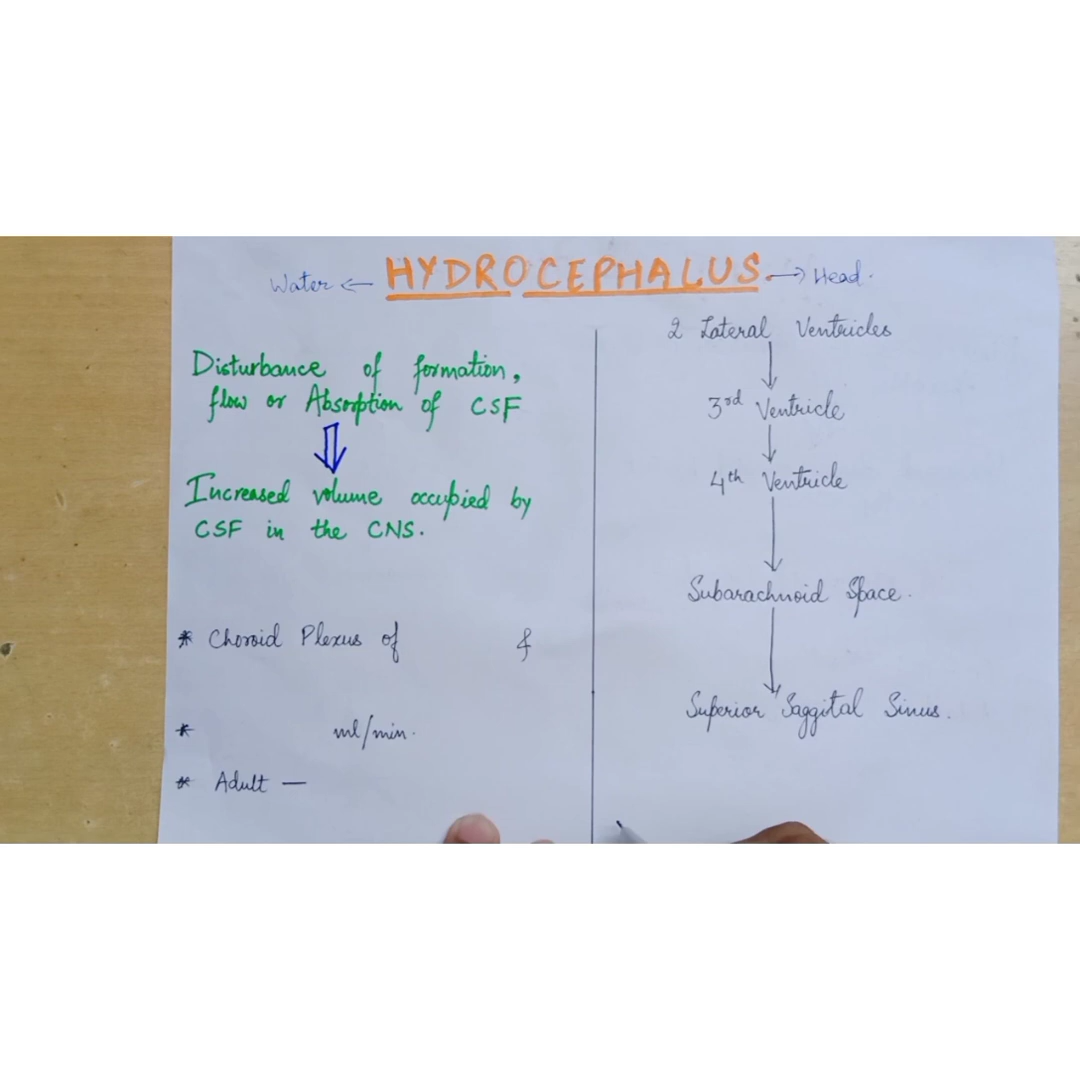 Water ← HYDROCEPHALUS → Head.
Disturbance of formation,
flow or Absorption of CSF
Increased volume occupied by
CSF in the CNS.
* Choroid Plexus of &
* ml/min.
* Adult —
2 Lateral Ventricles
3rd Ventricle
4th Ventricle
Subarachnoid Space.
Superior Saggital Sinus.